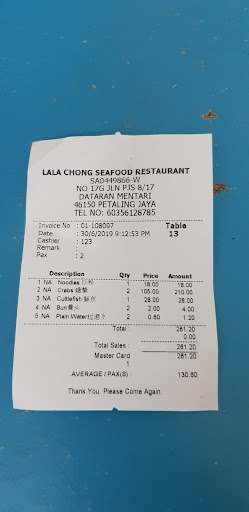 LALA CHONG SEAFOOD RESTAURANT
SA0449866-W
NO 17G JLN PJS 8/17
DATARAN MENTARI
46150 PETALING JAYA
TEL NO: 60356128785
Invoice No : 01-108097 Table
Date : 30/6/2019 9:12:53 PM 13
Cashier : 123
Remark :
Pax : 2
Description Qty Price Amount
1 NA Noodles 1 18.00 18.00
2 NA Crabs 螃蟹 2 105.00 210.00
3 NA Cuttlefish 1 28.00 28.00
4 NA Bun 馒头 2 2.00 4.00
5 NA Plain Water 2 0.60 1.20
Total : 261.20
0.00
Total Sales : 261.20
Master Card 261.20
1
AVERAGE / PAX(S) : 130.60
Thank You. Please Come Again.